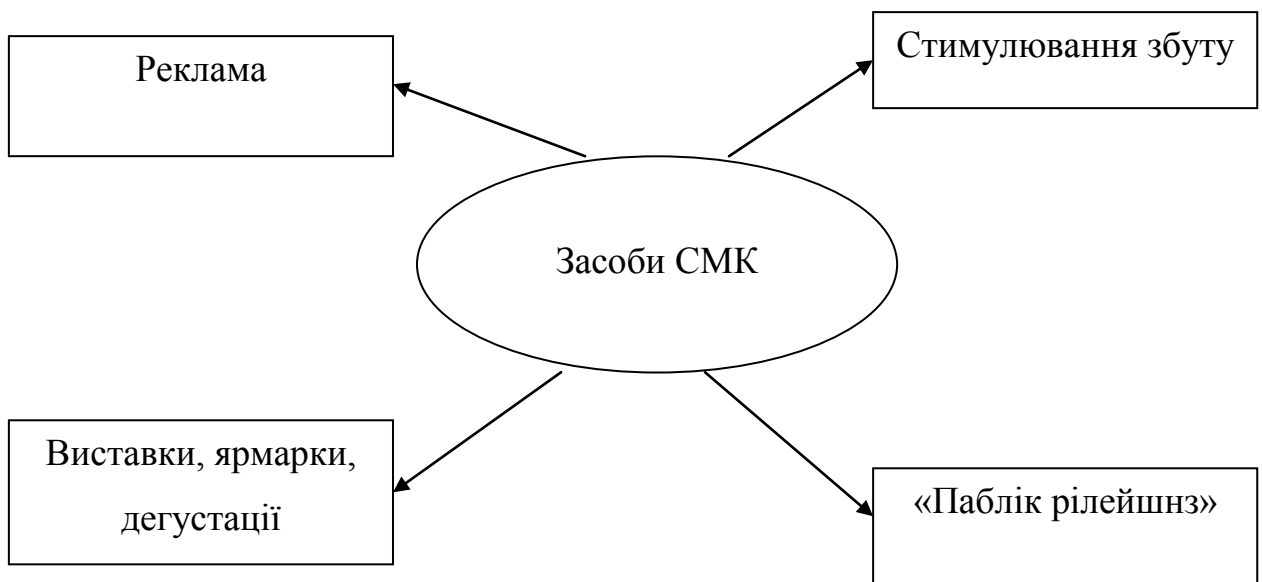 Реклама
Стимулювання збуту
Засоби СМК
Виставки, ярмарки,
дегустації
«Паблік рілейшнз»